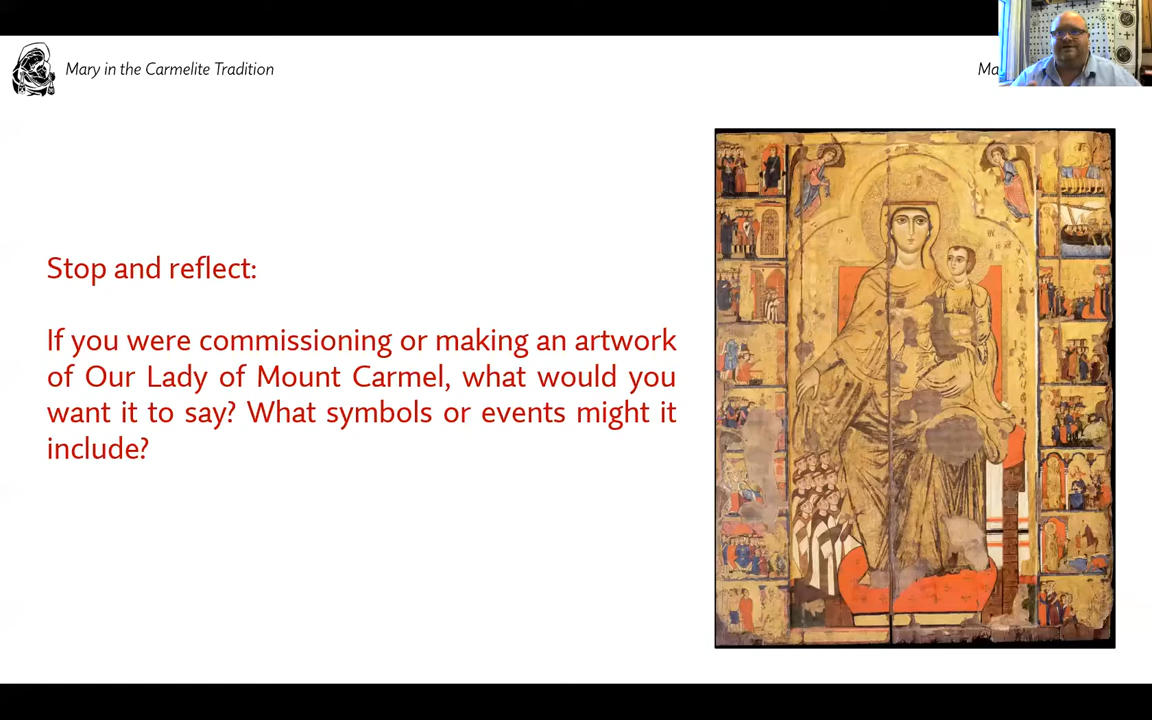 Mary in the Carmelite Tradition
Stop and reflect:
If you were commissioning or making an artwork
of Our Lady of Mount Carmel, what would you
want it to say? What symbols or events might it
include?